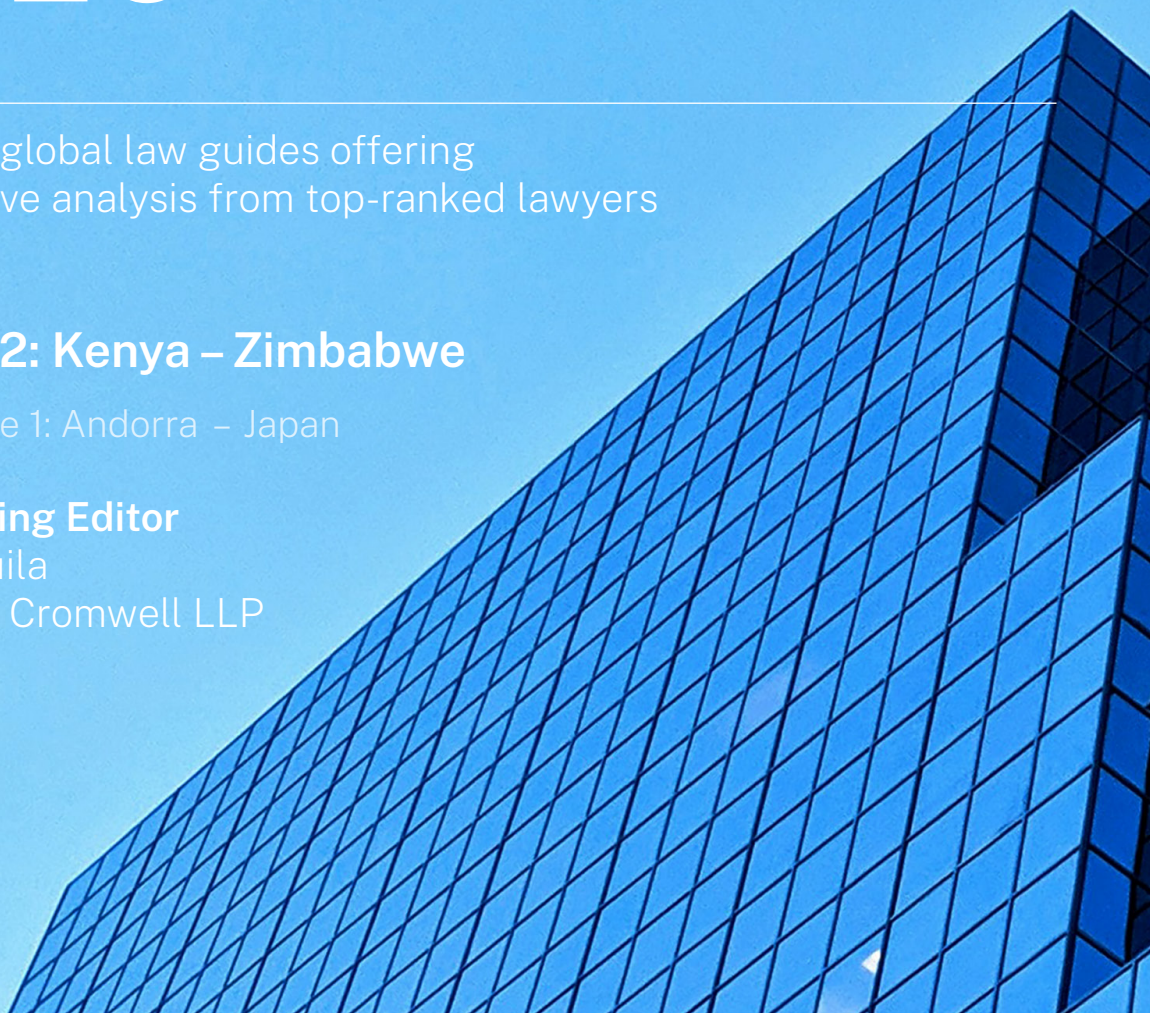 global law guides offering
ve analysis from top-ranked lawyers
2: Kenya – Zimbabwe
e 1: Andorra – Japan
ing Editor
uila
Cromwell LLP